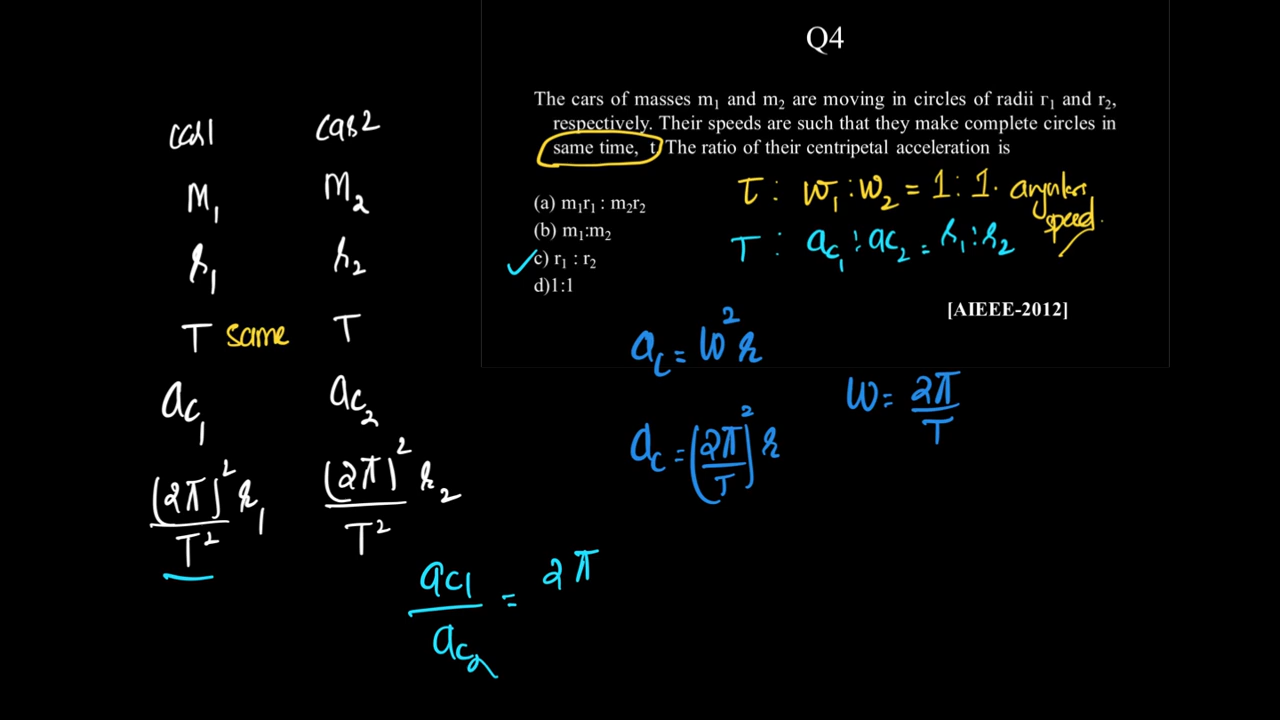 Q4
The cars of masses m₁ and m₂ are moving in circles of radii r₁ and r₂,
respectively. Their speeds are such that they make complete circles in
same time, t. The ratio of their centripetal acceleration is
(a) m₁r₁ : m₂r₂
(b) m₁:m₂
c) r₁ : r₂
d)1:1
[AIEEE-2012]
T : ω₁ : ω₂ = 1 : 1. angular
speed.
T : ac₁ : ac₂ = r₁ : r₂
car1 car2
m₁ m₂
r₁ r₂
T same T
ac₁ ac₂
(2π)² r₁ (2π)² r₂
T² T²
ac = ω² r
ω = 2π
T
ac = (2π/T)² r
ac1 = 2π
ac2